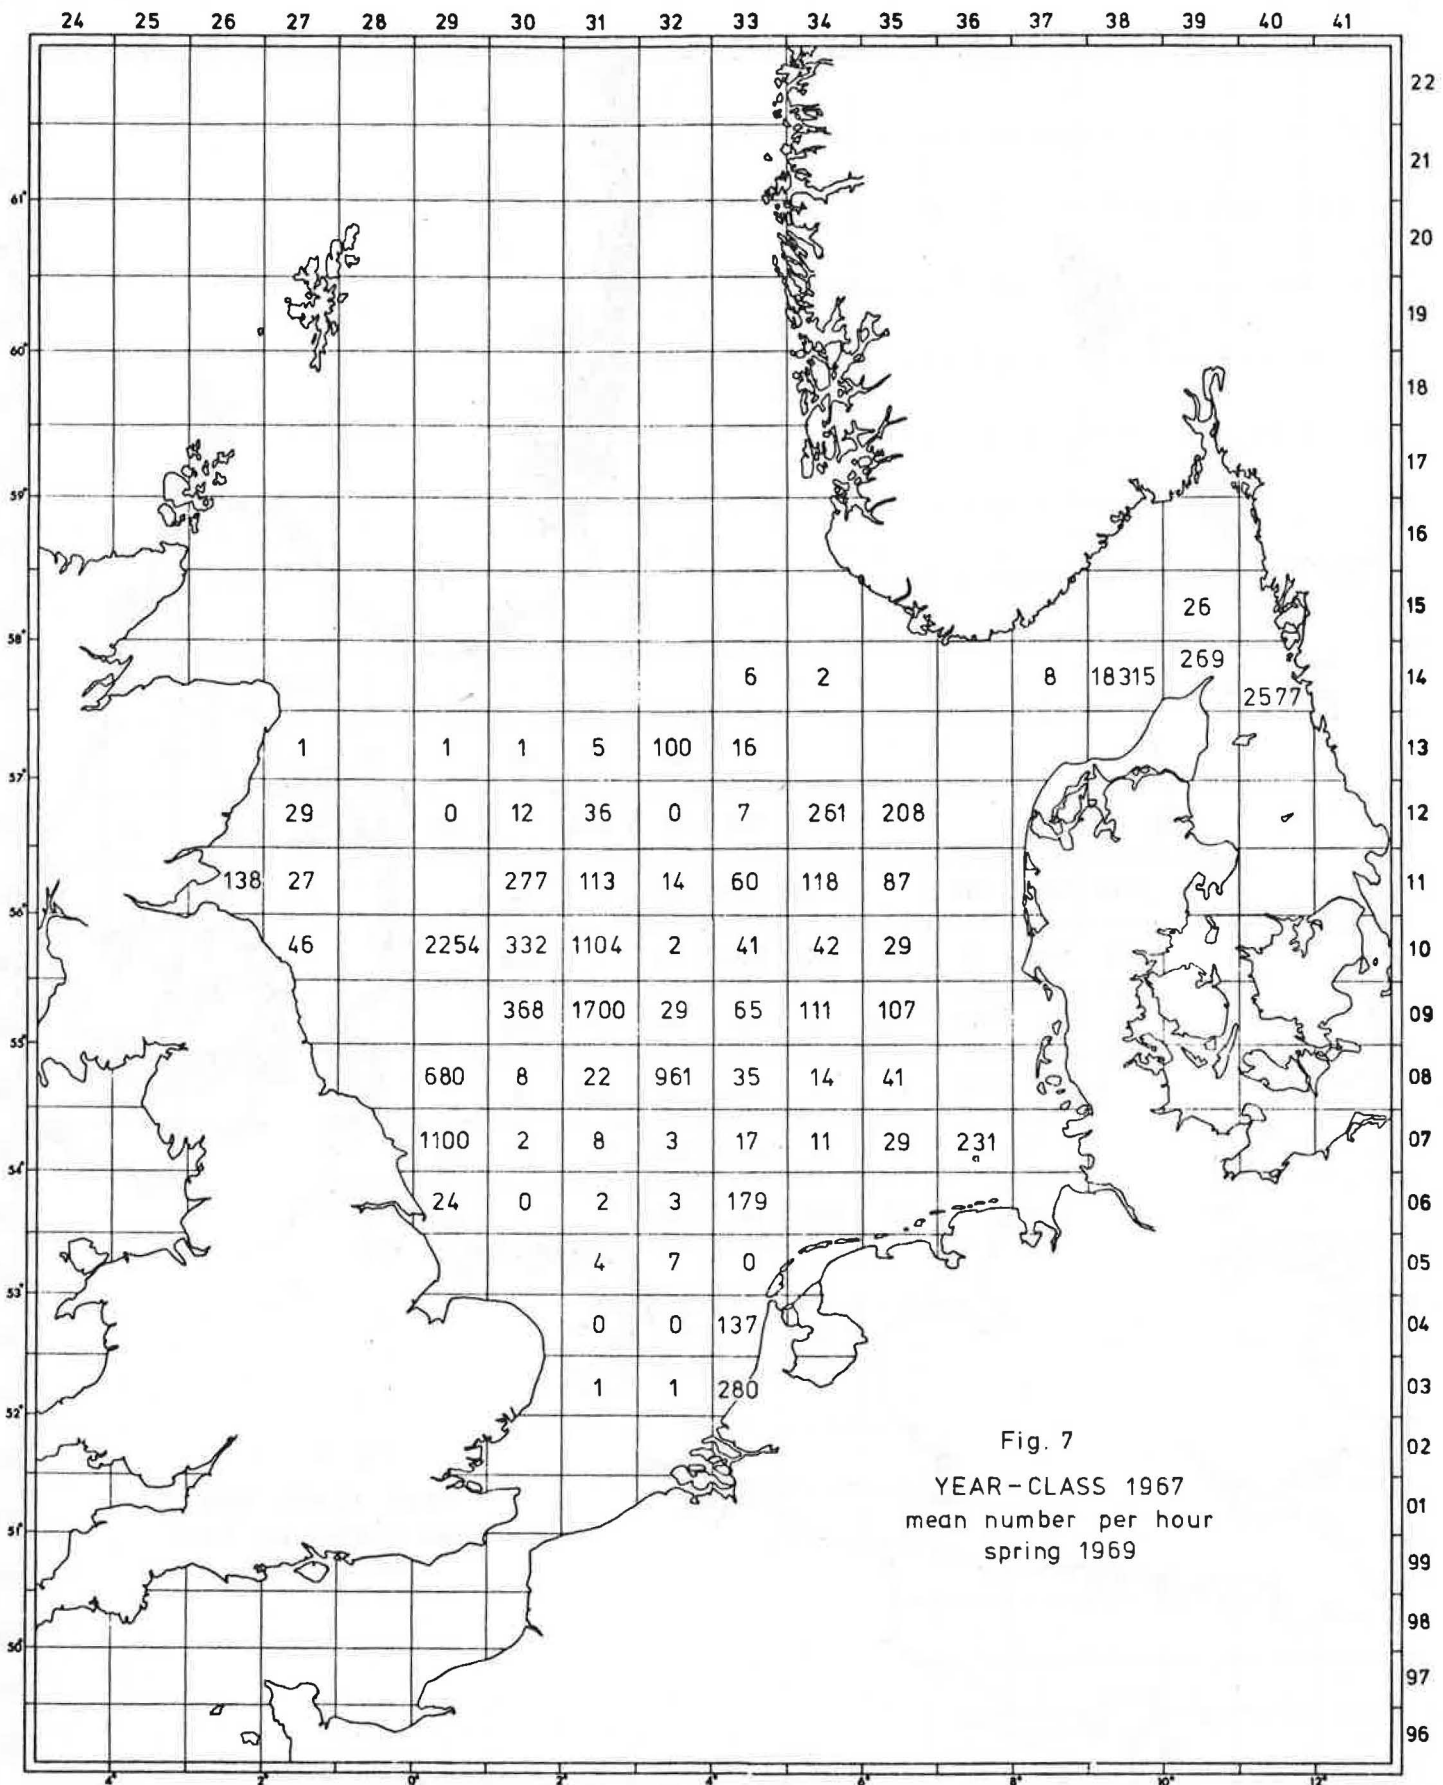 24 25 26 27 28 29 30 31 32 33 34 35 36 37 38 39 40 41
22
21
61°
20
19
60°
18
17
59°
16
26 15
58°
6 2 8 18315 269 14
2577
1 1 1 5 100 16 13
57°
29 0 12 36 0 7 261 208 12
138 27 277 113 14 60 118 87 11
56°
46 2254 332 1104 2 41 42 29 10
368 1700 29 65 111 107 09
55°
680 8 22 961 35 14 41 08
1100 2 8 3 17 11 29 231 07
54°
24 0 2 3 179 06
4 7 0 05
53°
0 0 137 04
1 1 280 03
52°
Fig. 7
02
YEAR-CLASS 1967
01
mean number per hour
51°
spring 1969
99
98
50°
97
96
4° 2° 0° 2° 4° 6° 8° 10° 12°